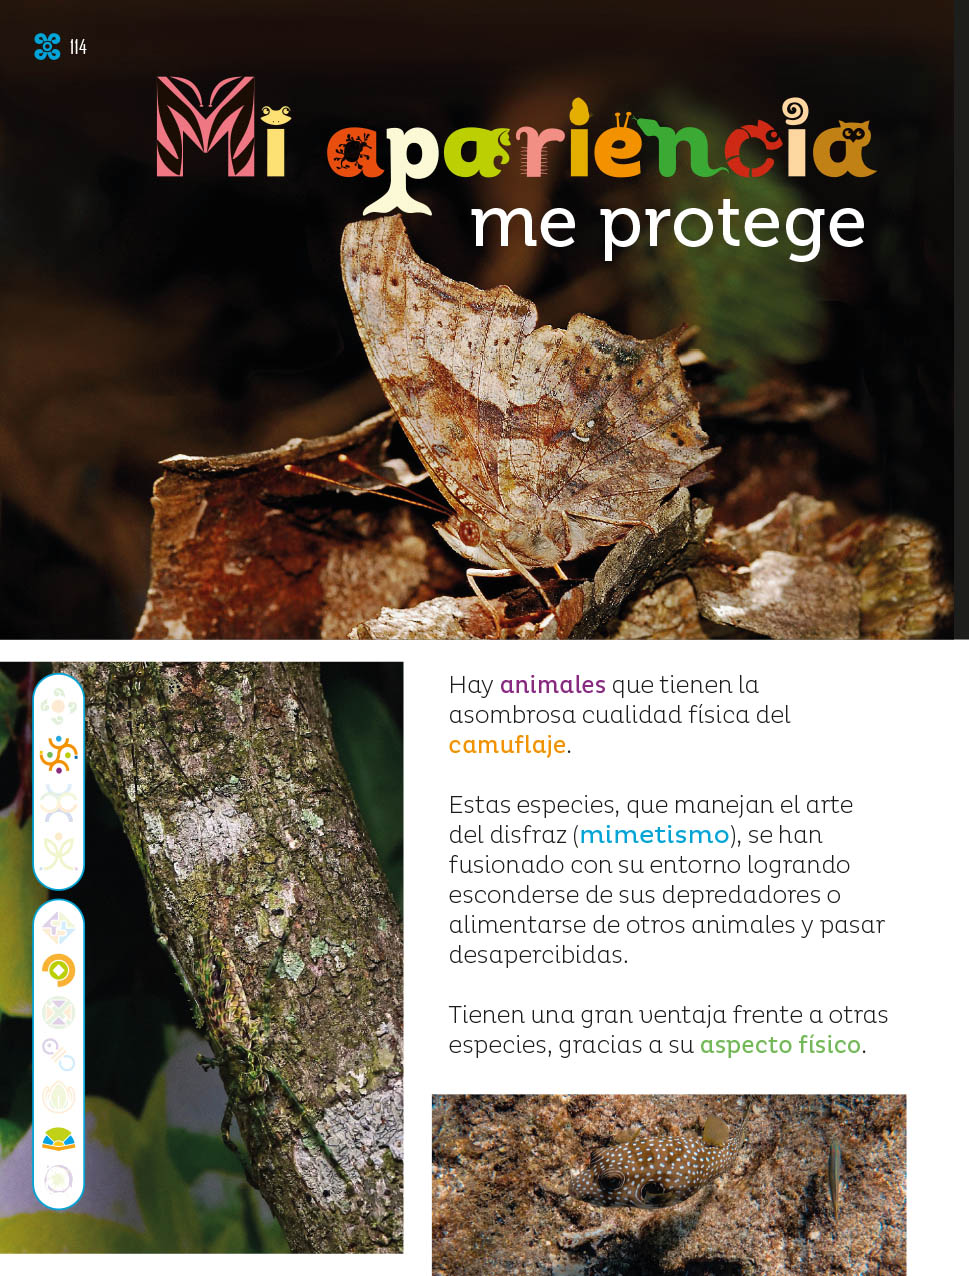 114
Mi apariencia
me protege
Hay animales que tienen la
asombrosa cualidad física del
camuflaje.
Estas especies, que manejan el arte
del disfraz (mimetismo), se han
fusionado con su entorno logrando
esconderse de sus depredadores o
alimentarse de otros animales y pasar
desapercibidas.
Tienen una gran ventaja frente a otras
especies, gracias a su aspecto físico.